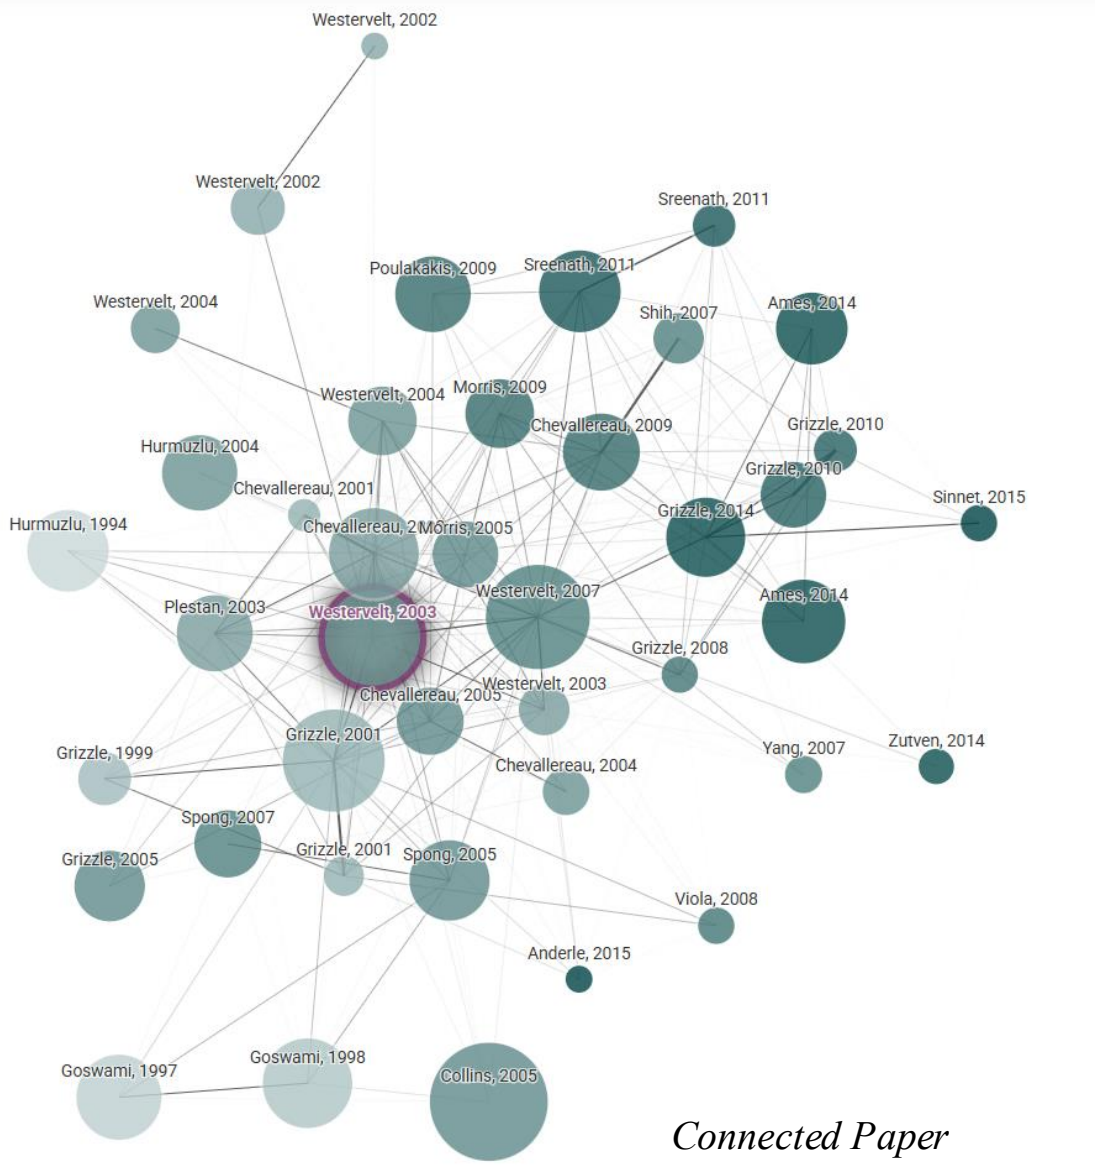 Westervelt, 2002
Westervelt, 2002
Sreenath, 2011
Poulakakis, 2009
Sreenath, 2011
Westervelt, 2004
Shih, 2007
Ames, 2014
Westervelt, 2004
Morris, 2009
Chevallereau, 2009
Grizzle, 2010
Hurmuzlu, 2004
Grizzle, 2010
Chevallereau, 2001
Sinnet, 2015
Grizzle, 2014
Hurmuzlu, 1994
Chevallereau,
Morris, 2005
Westervelt, 2007
Ames, 2014
Plestan, 2003
Westervelt, 2003
Grizzle, 2008
Westervelt, 2003
Chevallereau, 2005
Grizzle, 2001
Zutven, 2014
Yang, 2007
Grizzle, 1999
Chevallereau, 2004
Spong, 2007
Grizzle, 2001
Spong, 2005
Grizzle, 2005
Viola, 2008
Anderle, 2015
Goswami, 1998
Goswami, 1997
Collins, 2005
Connected Paper